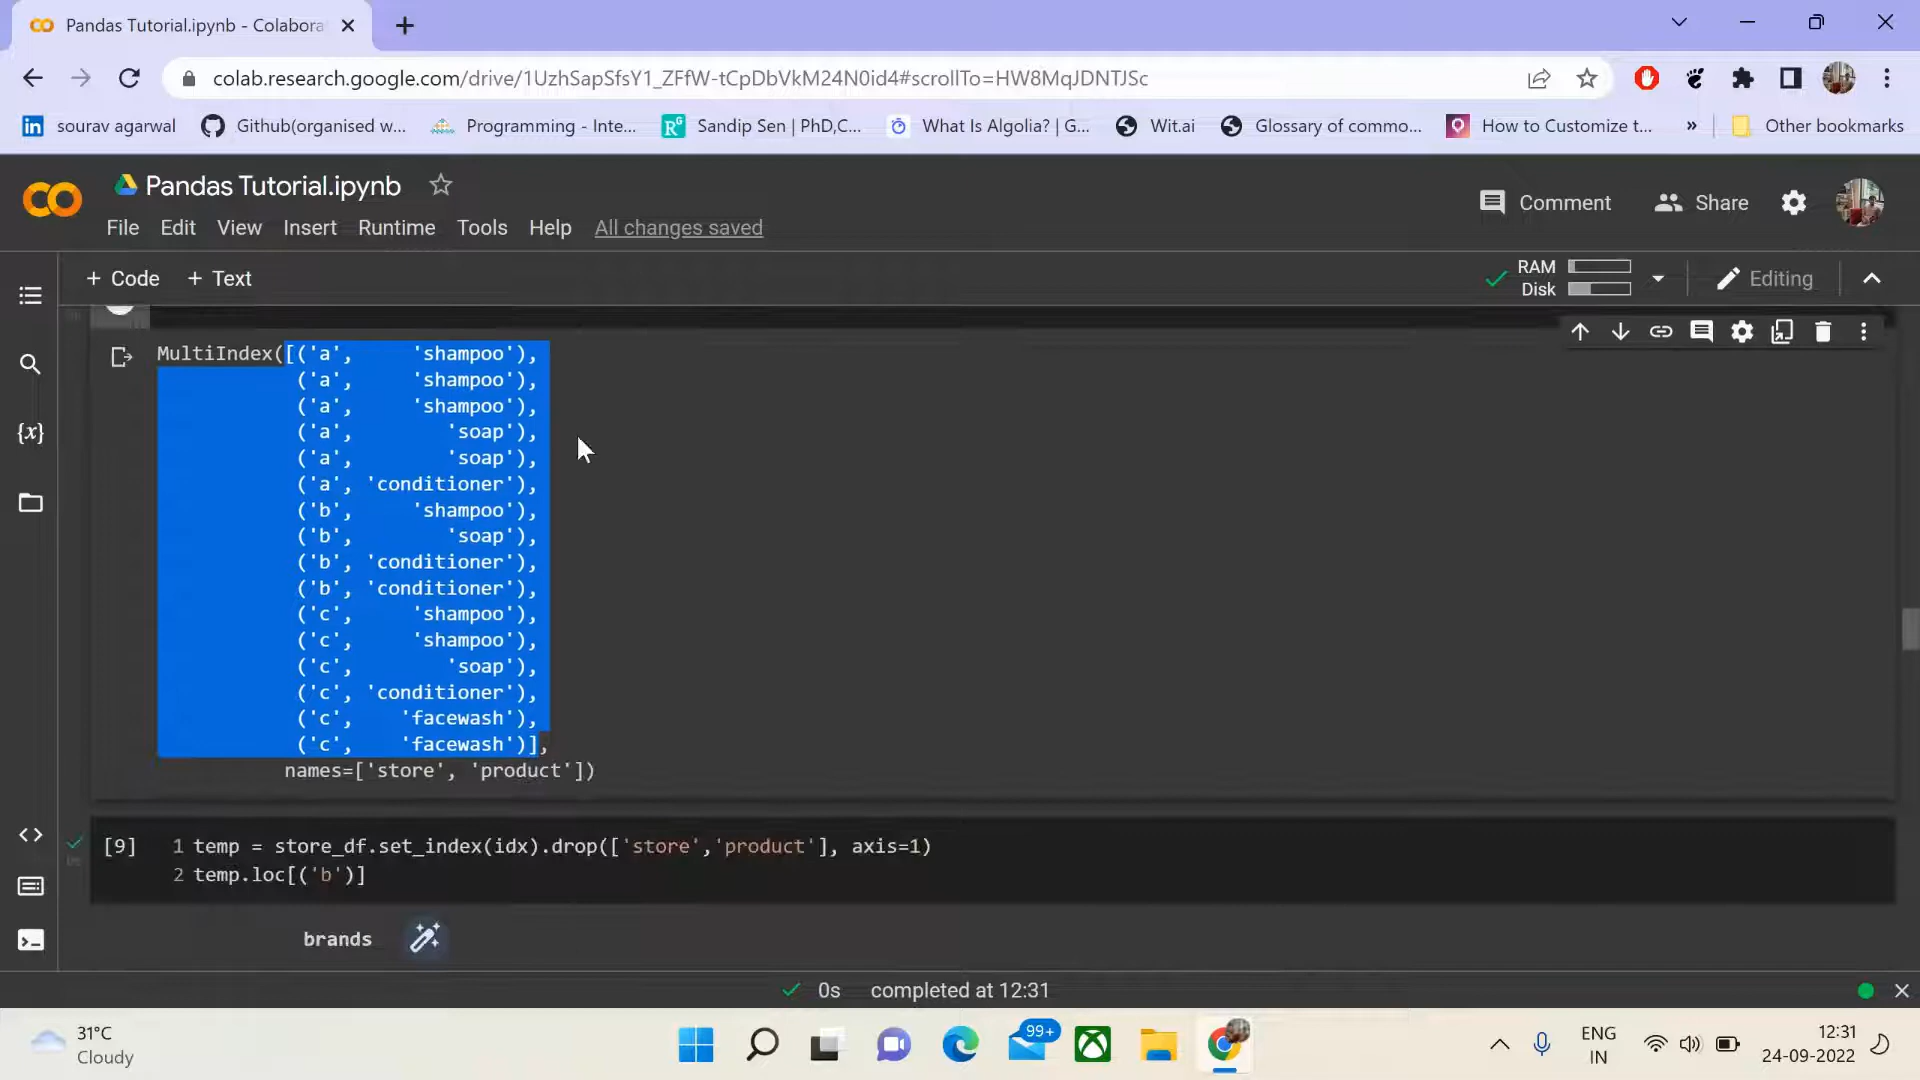 Pandas Tutorial.ipynb - Colabora
colab.research.google.com/drive/1UzhSapSfsY1_ZFfW-tCpDbVkM24N0id4#scrollTo=HW8MqJDNTJSc
in sourav agarwal Github(organised w... Programming - Inte... Sandip Sen | PhD,C... What Is Algolia? | G... Wit.ai Glossary of commo... How to Customize t... » Other bookmarks
Pandas Tutorial.ipynb
Comment Share
File Edit View Insert Runtime Tools Help All changes saved
+ Code + Text
RAM
Disk
Editing
MultiIndex([('a', 'shampoo'),
('a', 'shampoo'),
('a', 'shampoo'),
('a', 'soap'),
('a', 'soap'),
('a', 'conditioner'),
('b', 'shampoo'),
('b', 'soap'),
('b', 'conditioner'),
('b', 'conditioner'),
('c', 'shampoo'),
('c', 'shampoo'),
('c', 'soap'),
('c', 'conditioner'),
('c', 'facewash'),
('c', 'facewash')],
names=['store', 'product'])
[9] 1 temp = store_df.set_index(idx).drop(['store','product'], axis=1)
2 temp.loc[('b')]
brands
0s completed at 12:31
31°C
Cloudy
99+
ENG
IN
12:31
24-09-2022